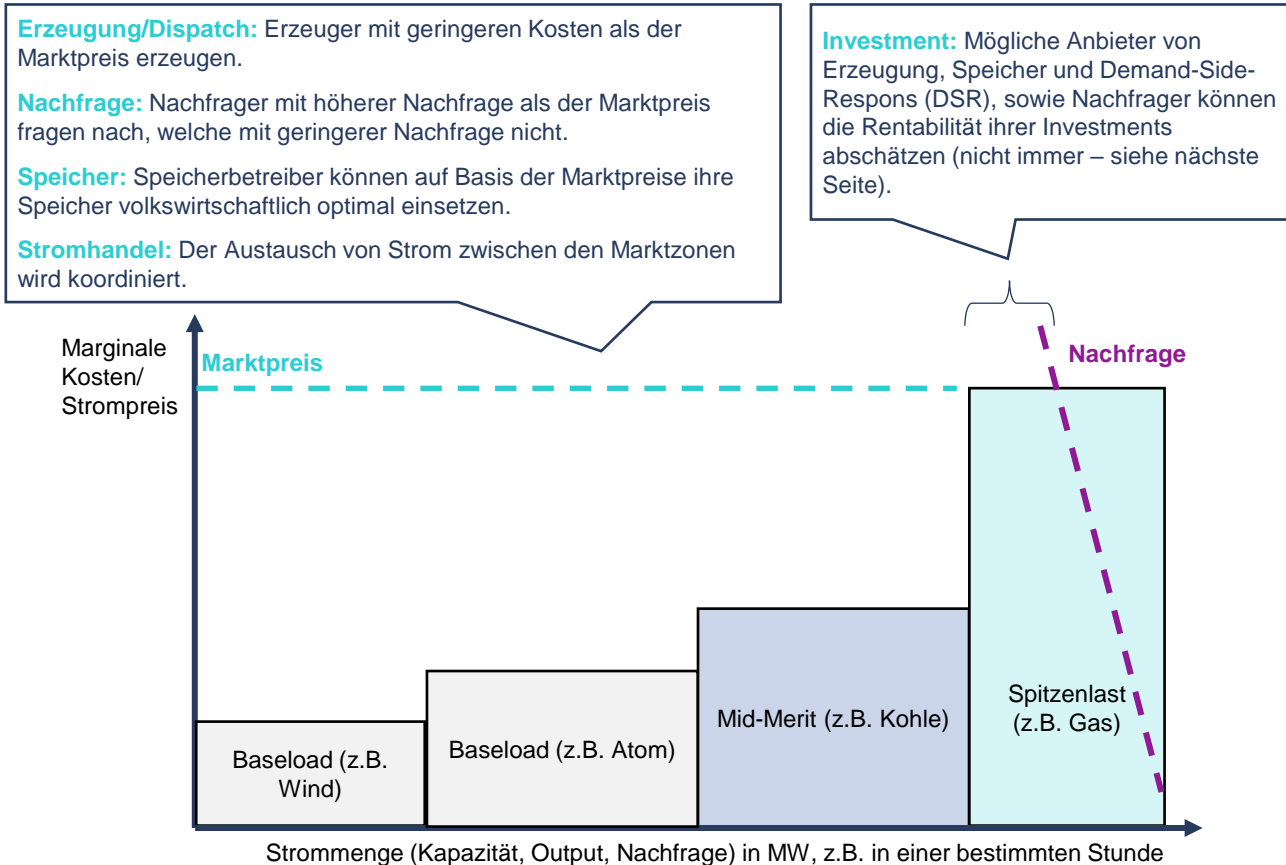 Erzeugung/Dispatch: Erzeuger mit geringeren Kosten als der
Marktpreis erzeugen.
Nachfrage: Nachfrager mit höherer Nachfrage als der Marktpreis
fragen nach, welche mit geringerer Nachfrage nicht.
Speicher: Speicherbetreiber können auf Basis der Marktpreise ihre
Speicher volkswirtschaftlich optimal einsetzen.
Stromhandel: Der Austausch von Strom zwischen den Marktzonen
wird koordiniert.
Investment: Mögliche Anbieter von
Erzeugung, Speicher und Demand-Side-
Respons (DSR), sowie Nachfrager können
die Rentabilität ihrer Investments
abschätzen (nicht immer – siehe nächste
Seite).
Marginale
Kosten/
Strompreis
Marktpreis
Nachfrage
Baseload (z.B.
Wind)
Baseload (z.B. Atom)
Mid-Merit (z.B. Kohle)
Spitzenlast
(z.B. Gas)
Strommenge (Kapazität, Output, Nachfrage) in MW, z.B. in einer bestimmten Stunde